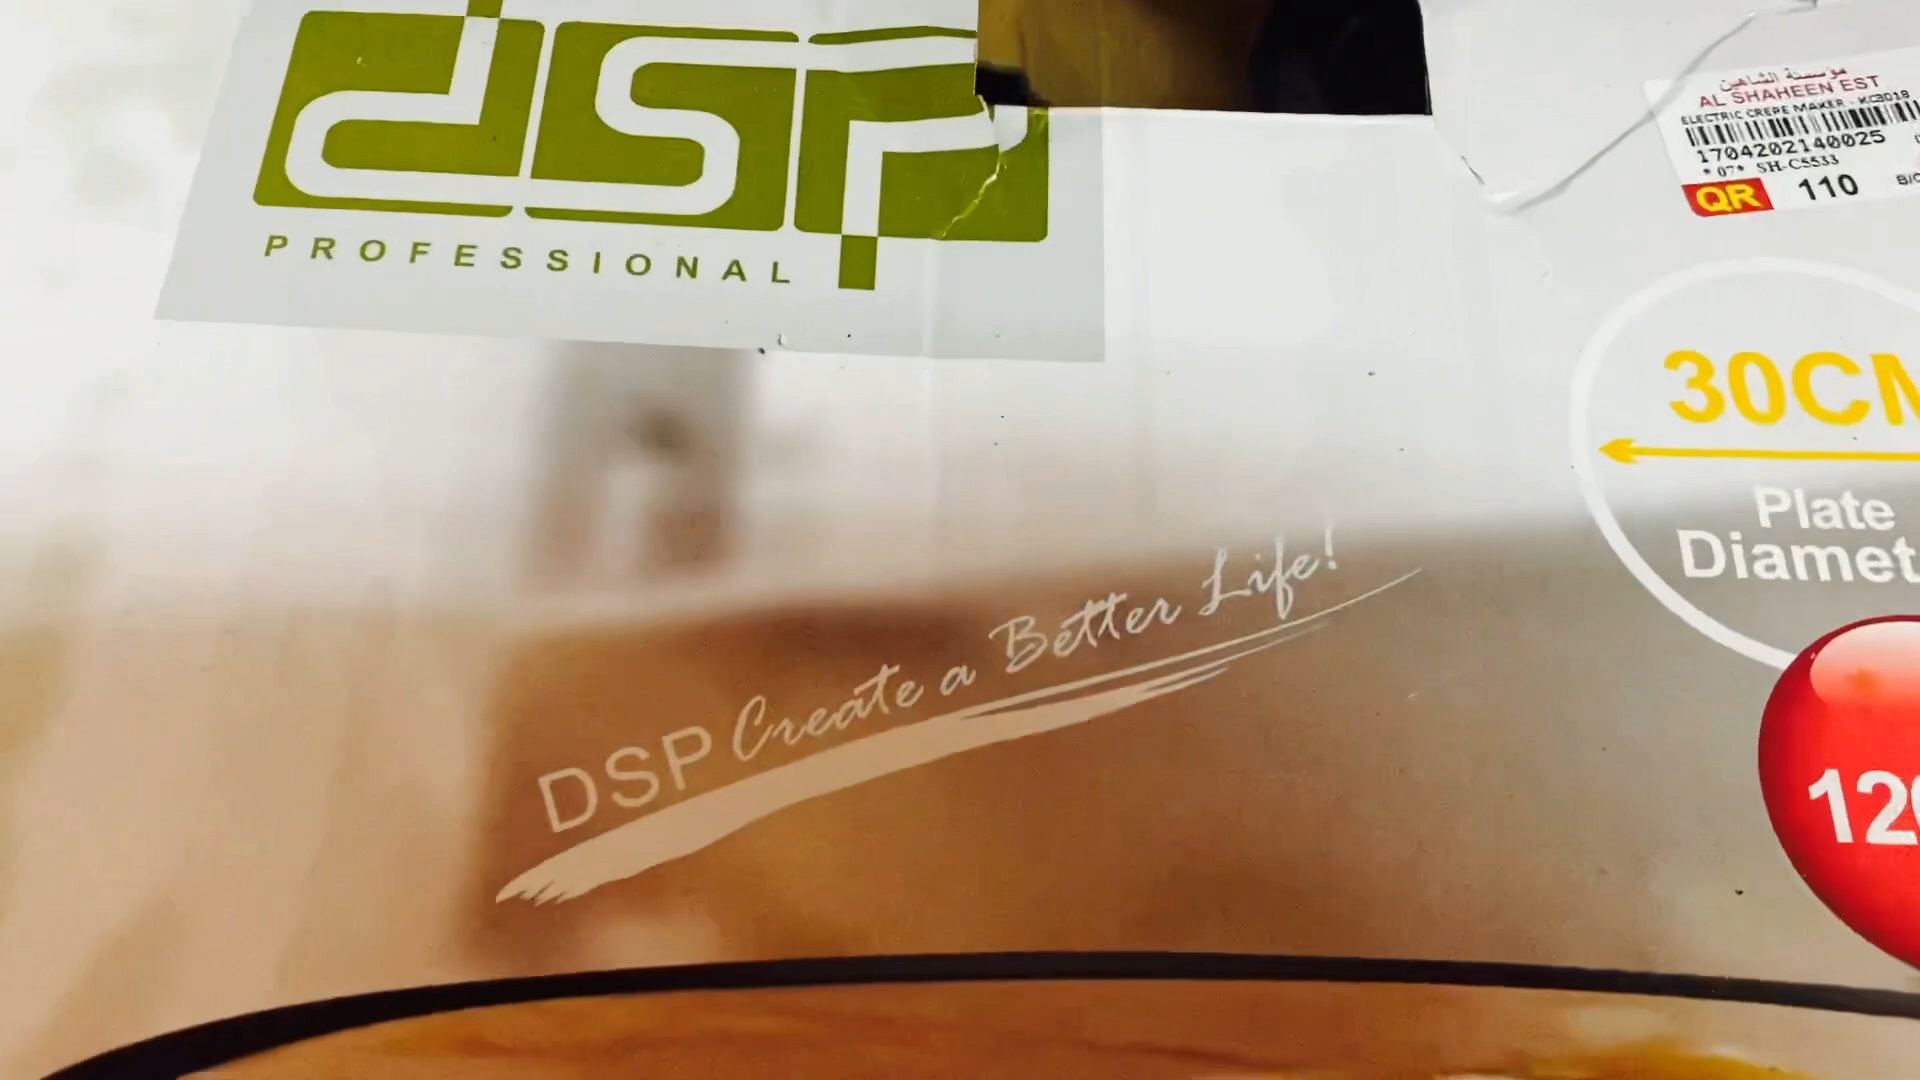 dsp
PROFESSIONAL
مؤسسة الشاهين
AL SHAHEEN EST
ELECTRIC CREPE MAKER - KC3018
1704202140025
*07* SH-C5533
QR 110
30CM
Plate
Diamet
DSP Create a Better Life!
120